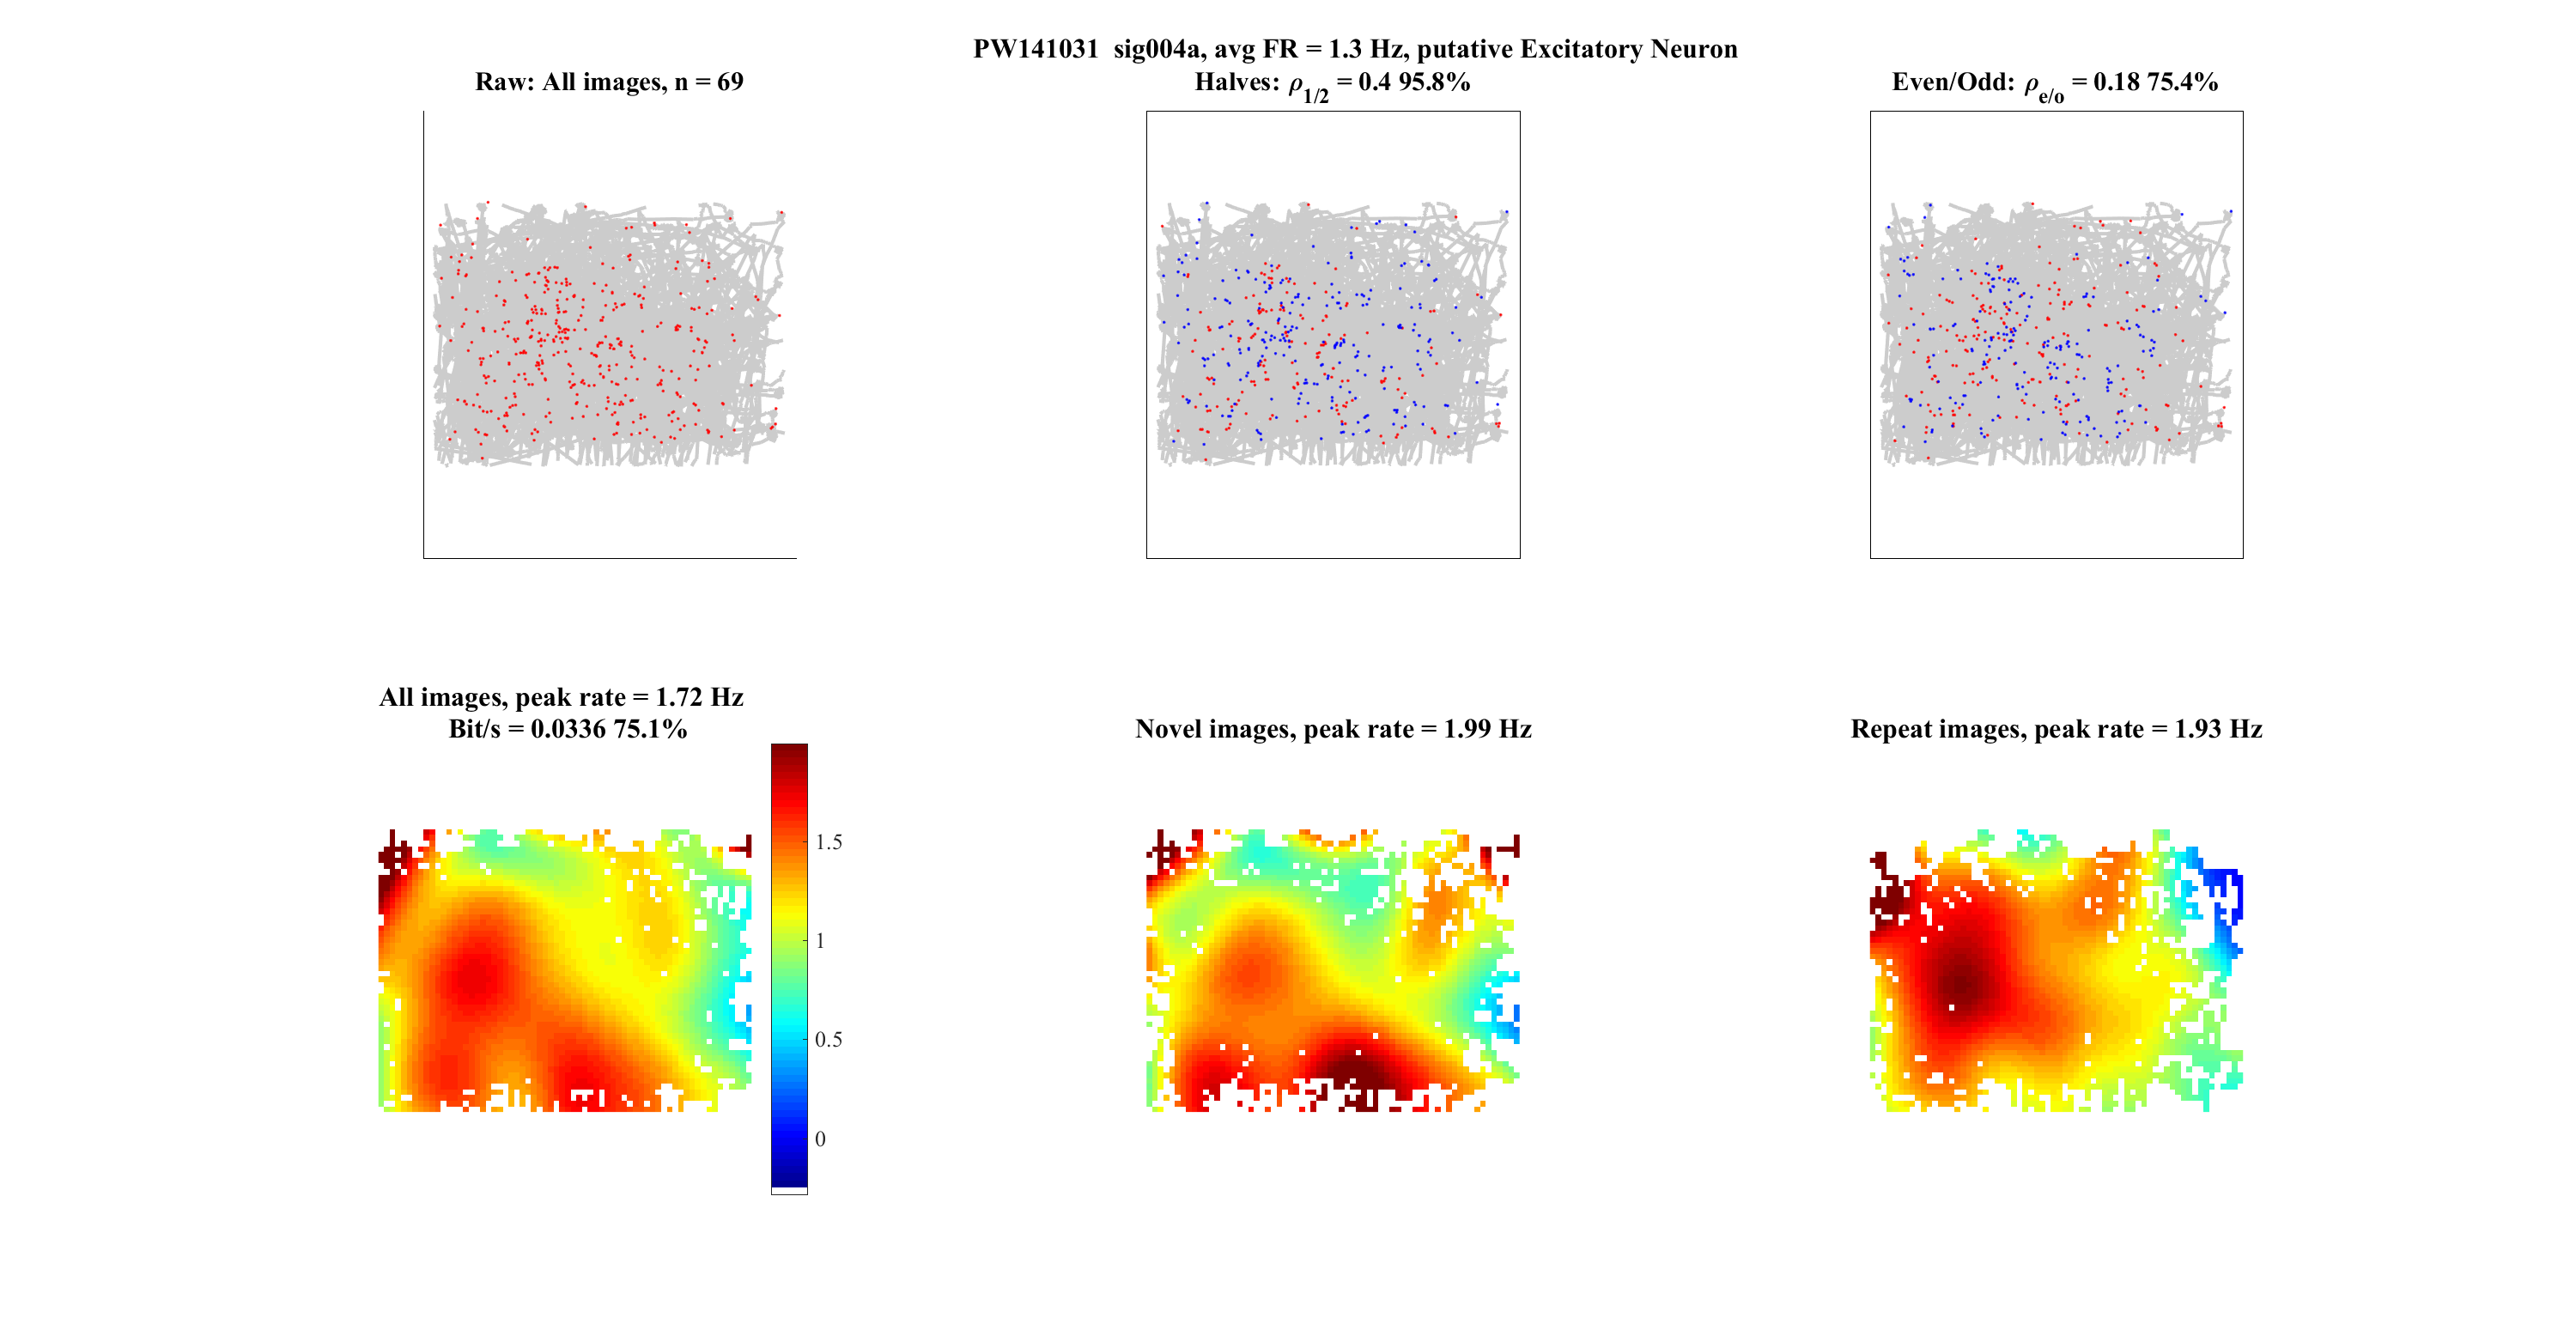 PW141031 sig004a, avg FR = 1.3 Hz, putative Excitatory Neuron
Raw: All images, n = 69
Halves: ρ1/2 = 0.4 95.8%
Even/Odd: ρe/o = 0.18 75.4%
All images, peak rate = 1.72 Hz
Bit/s = 0.0336 75.1%
Novel images, peak rate = 1.99 Hz
Repeat images, peak rate = 1.93 Hz
1.5
1
0.5
0